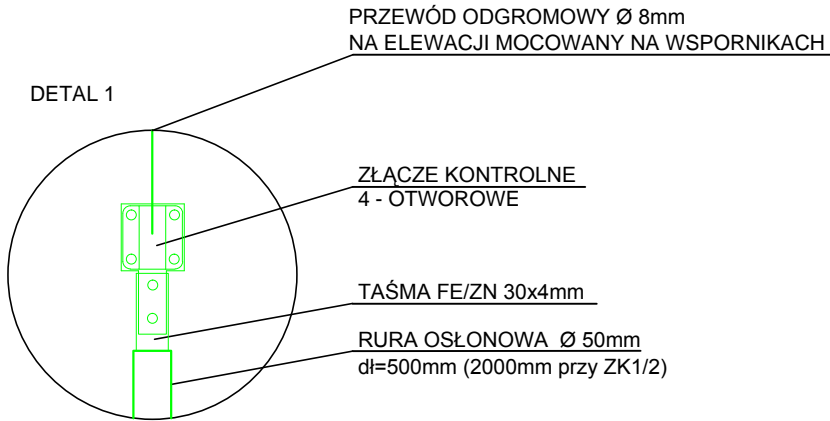 PRZEWÓD ODGROMOWY Ø 8mm
NA ELEWACJI MOCOWANY NA WSPORNIKACH
DETAL 1
ZŁĄCZE KONTROLNE
4 - OTWOROWE
TAŚMA FE/ZN 30x4mm
RURA OSŁONOWA Ø 50mm
dł=500mm (2000mm przy ZK1/2)